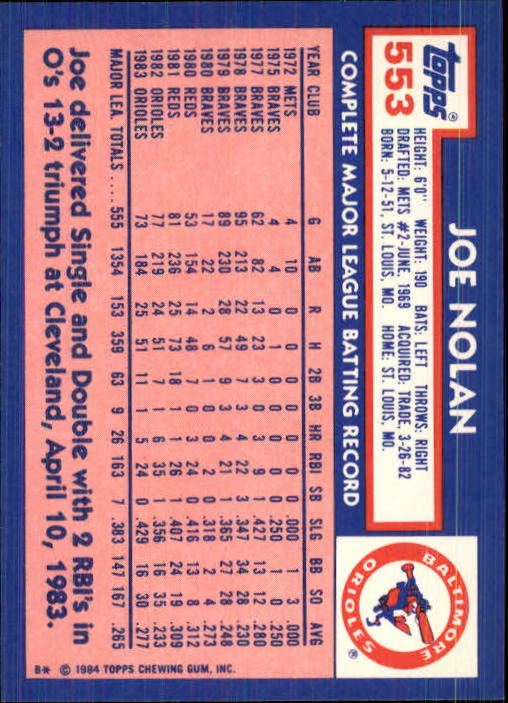 topps®
553
JOE NOLAN
HEIGHT: 6'0" WEIGHT: 190 BATS: LEFT THROWS: RIGHT
DRAFTED: METS #2-JUNE, 1969 ACQUIRED: TRADE, 3-26-82
BORN: 5-12-51, ST. LOUIS, MO. HOME: ST. LOUIS, MO.
BALTIMORE
ORIOLES®
COMPLETE MAJOR LEAGUE BATTING RECORD
YEAR CLUB G AB R H 2B 3B HR RBI SB SLG BB SO AVG
1972 METS 4 10 0 0 0 0 0 0 0 .000 1 3 .000
1975 BRAVES 4 4 0 1 0 0 0 0 0 .250 1 0 .250
1977 BRAVES 62 82 13 23 3 0 3 9 1 .427 13 12 .280
1978 BRAVES 95 213 22 49 7 3 4 22 3 .347 34 28 .230
1979 BRAVES 89 230 28 57 9 3 4 21 1 .365 27 28 .248
1980 BRAVES 17 22 2 6 1 0 0 2 0 .318 2 4 .273
1980 REDS 53 154 14 48 7 0 3 24 0 .416 13 8 .312
1981 REDS 81 236 25 73 18 1 1 26 1 .407 24 19 .309
1982 ORIOLES 77 219 24 51 7 1 6 35 1 .356 16 35 .233
1983 ORIOLES 73 184 25 51 11 1 5 24 0 .429 16 30 .277
MAJOR LEA. TOTALS .... 555 1354 153 359 63 9 26 163 7 .383 147 167 .265
Joe delivered Single and Double with 2 RBI's in
O's 13-2 triumph at Cleveland, April 10, 1983.
B* © 1984 TOPPS CHEWING GUM, INC.